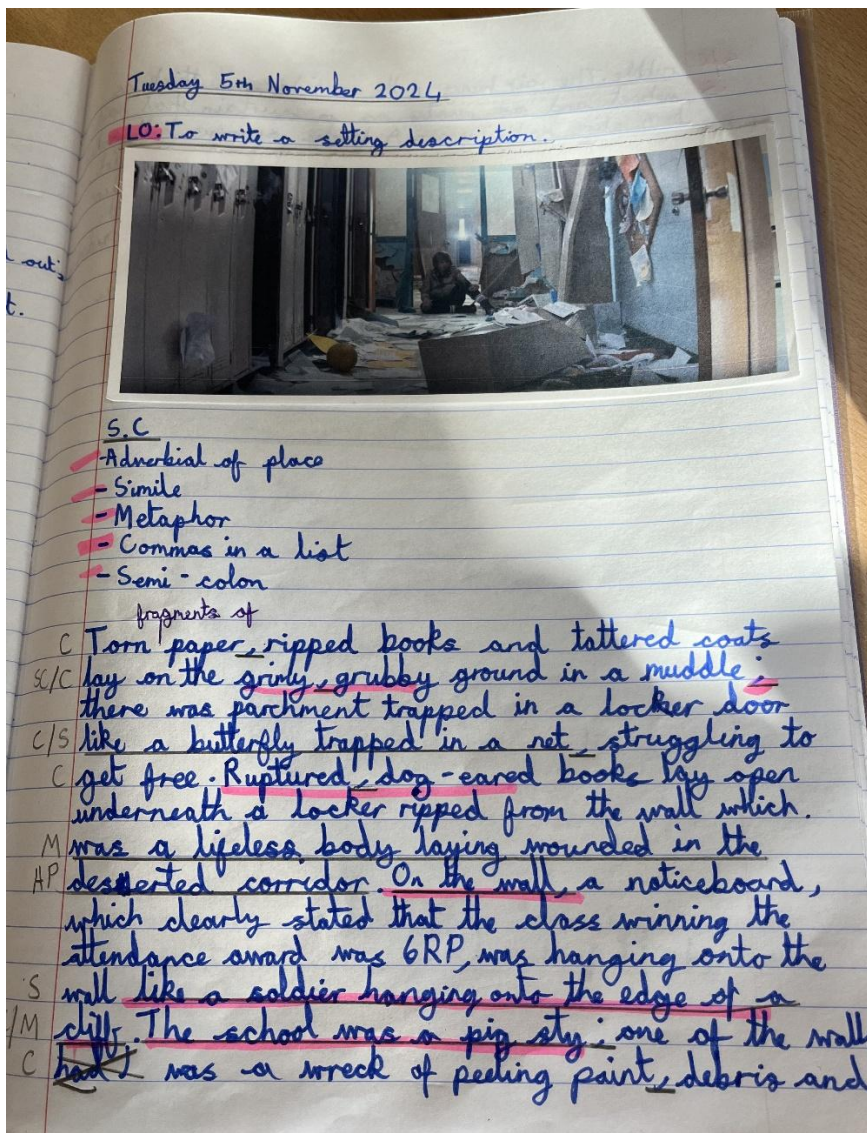 out's
t.
Tuesday 5th November 2024
LO: To write a setting description.
S.C
- Adverbial of place
- Simile
- Metaphor
- Commas in a list
- Semi-colon
fragments of
C Torn paper, ripped books and tattered coats
SC/C lay on the grimy, grubby ground in a muddle;
there was parchment trapped in a locker door
C/S like a butterfly trapped in a net, struggling to
C get free. Ruptured, dog-eared books lay open
underneath a locker ripped from the wall which.
M was a lifeless body laying wounded in the
AP deserted corridor. On the wall, a noticeboard,
which clearly stated that the class winning the
attendance award was 6RP, was hanging onto the
S wall like a soldier hanging onto the edge of a
/M cliff. The school was a pig sty; one of the wall
C had was a wreck of peeling paint, debris and